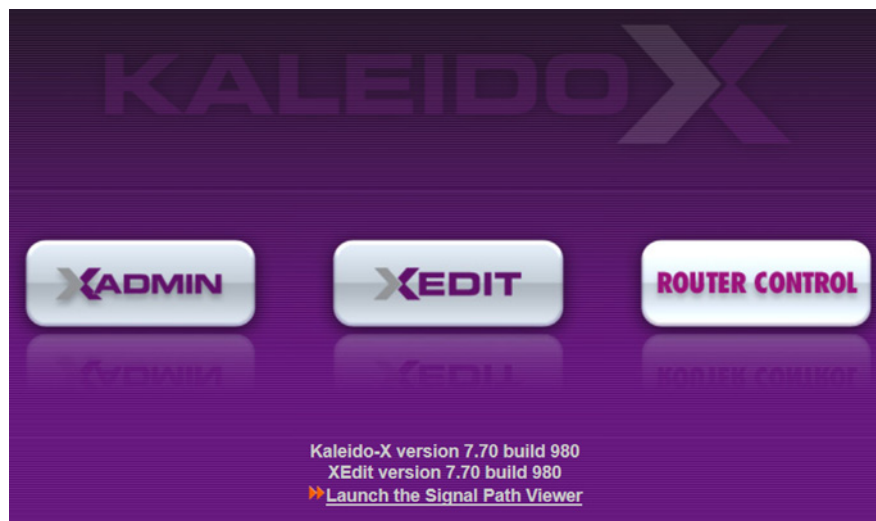 KALEIDOX
XADMIN
XEDIT
ROUTER CONTROL
Kaleido-X version 7.70 build 980
XEdit version 7.70 build 980
Launch the Signal Path Viewer